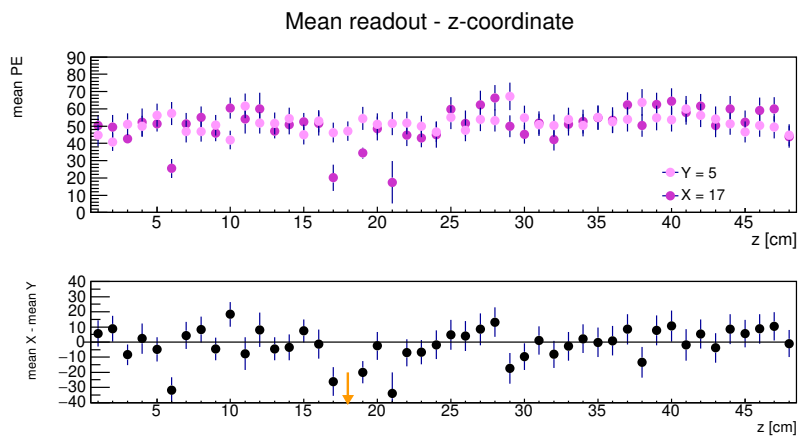 Mean readout - z-coordinate
mean PE
90
80
70
60
50
40
30
20
10
0
Y = 5
X = 17
5 10 15 20 25 30 35 40 45
z [cm]
mean X - mean Y
40
30
20
10
0
−10
−20
−30
−40
5 10 15 20 25 30 35 40 45
z [cm]